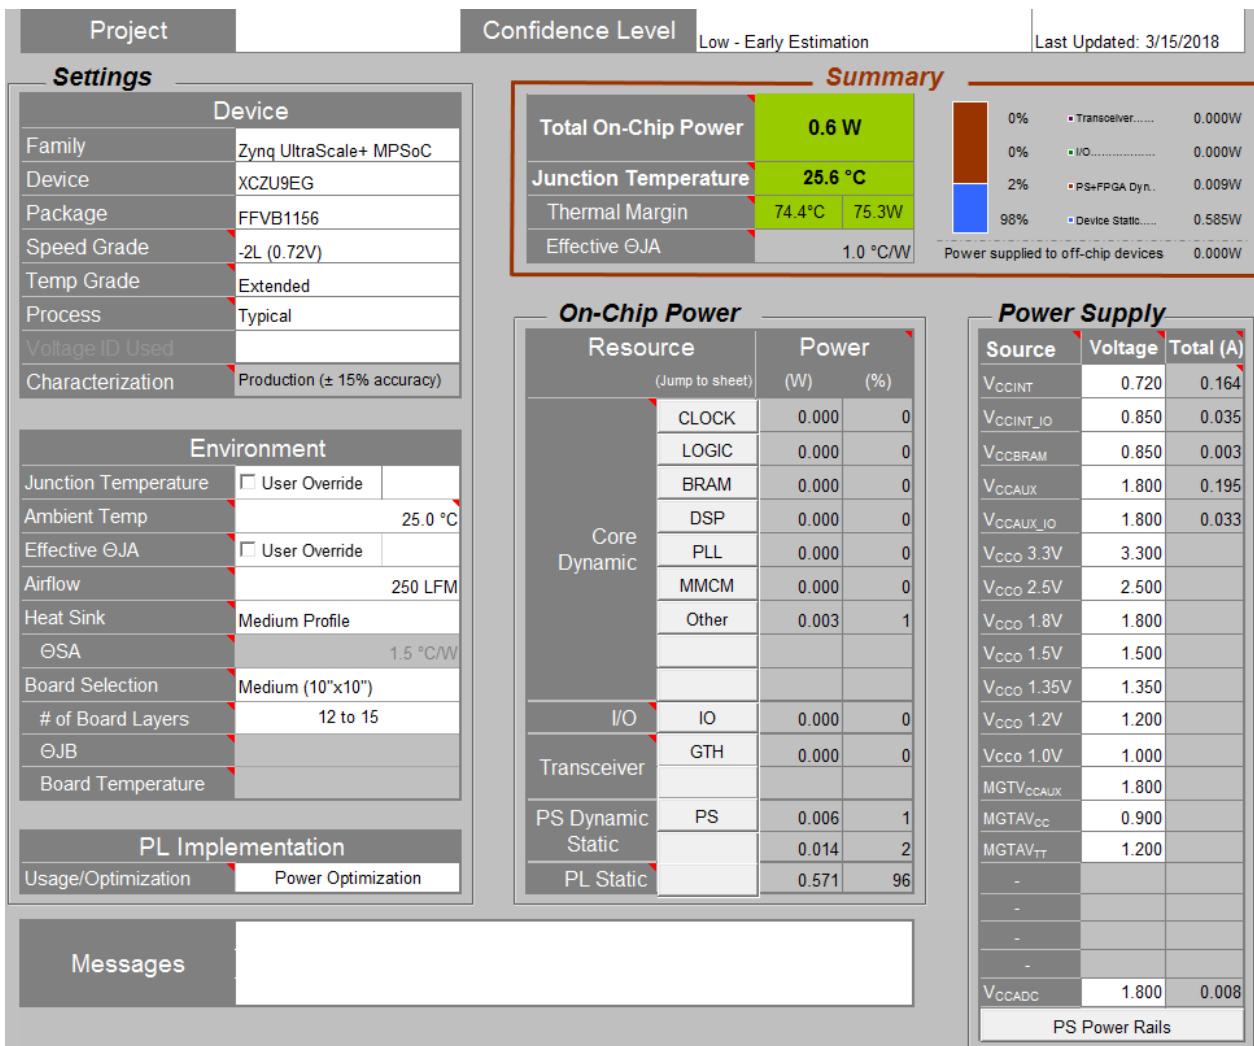 Project
Confidence Level Low - Early Estimation
Last Updated: 3/15/2018
Settings
Device
Family Zynq UltraScale+ MPSoC
Device XCZU9EG
Package FFVB1156
Speed Grade -2L (0.72V)
Temp Grade Extended
Process Typical
Voltage ID Used
Characterization Production (± 15% accuracy)
Environment
Junction Temperature User Override
Ambient Temp 25.0 °C
Effective ΘJA User Override
Airflow 250 LFM
Heat Sink Medium Profile
ΘSA 1.5 °C/W
Board Selection Medium (10"x10")
# of Board Layers 12 to 15
ΘJB
Board Temperature
PL Implementation
Usage/Optimization Power Optimization
Messages
Summary
Total On-Chip Power 0.6 W
Junction Temperature 25.6 °C
Thermal Margin 74.4°C 75.3W
Effective ΘJA 1.0 °C/W
0% Transceiver...... 0.000W
0% I/O.................. 0.000W
2% PS+FPGA Dyn.. 0.009W
98% Device Static..... 0.585W
Power supplied to off-chip devices 0.000W
On-Chip Power
Resource Power
(Jump to sheet) (W) (%)
Core
Dynamic
CLOCK 0.000 0
LOGIC 0.000 0
BRAM 0.000 0
DSP 0.000 0
PLL 0.000 0
MMCM 0.000 0
Other 0.003 1
I/O IO 0.000 0
Transceiver GTH 0.000 0
PS Dynamic PS 0.006 1
Static 0.014 2
PL Static 0.571 96
Power Supply
Source Voltage Total (A)
VCCINT 0.720 0.164
VCCINT_IO 0.850 0.035
VCCBRAM 0.850 0.003
VCCAUX 1.800 0.195
VCCAUX_IO 1.800 0.033
VCCO 3.3V 3.300
VCCO 2.5V 2.500
VCCO 1.8V 1.800
VCCO 1.5V 1.500
VCCO 1.35V 1.350
VCCO 1.2V 1.200
Vcco 1.0V 1.000
MGTVCCAUX 1.800
MGTAVCC 0.900
MGTAVTT 1.200
-
-
-
-
VCCADC 1.800 0.008
PS Power Rails